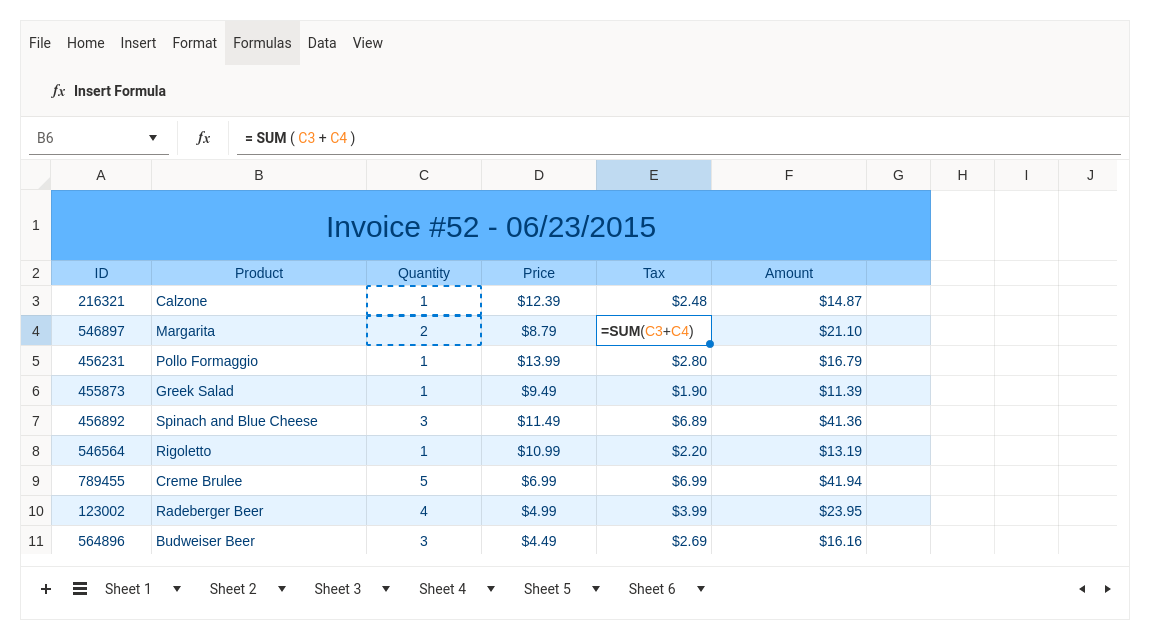 File Home Insert Format Formulas Data View
fx Insert Formula
B6 fx = SUM ( C3 + C4 )
A B C D E F G H I J
1 Invoice #52 - 06/23/2015
2 ID Product Quantity Price Tax Amount
3 216321 Calzone 1 $12.39 $2.48 $14.87
4 546897 Margarita 2 $8.79 =SUM(C3+C4) $21.10
5 456231 Pollo Formaggio 1 $13.99 $2.80 $16.79
6 455873 Greek Salad 1 $9.49 $1.90 $11.39
7 456892 Spinach and Blue Cheese 3 $11.49 $6.89 $41.36
8 546564 Rigoletto 1 $10.99 $2.20 $13.19
9 789455 Creme Brulee 5 $6.99 $6.99 $41.94
10 123002 Radeberger Beer 4 $4.99 $3.99 $23.95
11 564896 Budweiser Beer 3 $4.49 $2.69 $16.16
Sheet 1 Sheet 2 Sheet 3 Sheet 4 Sheet 5 Sheet 6